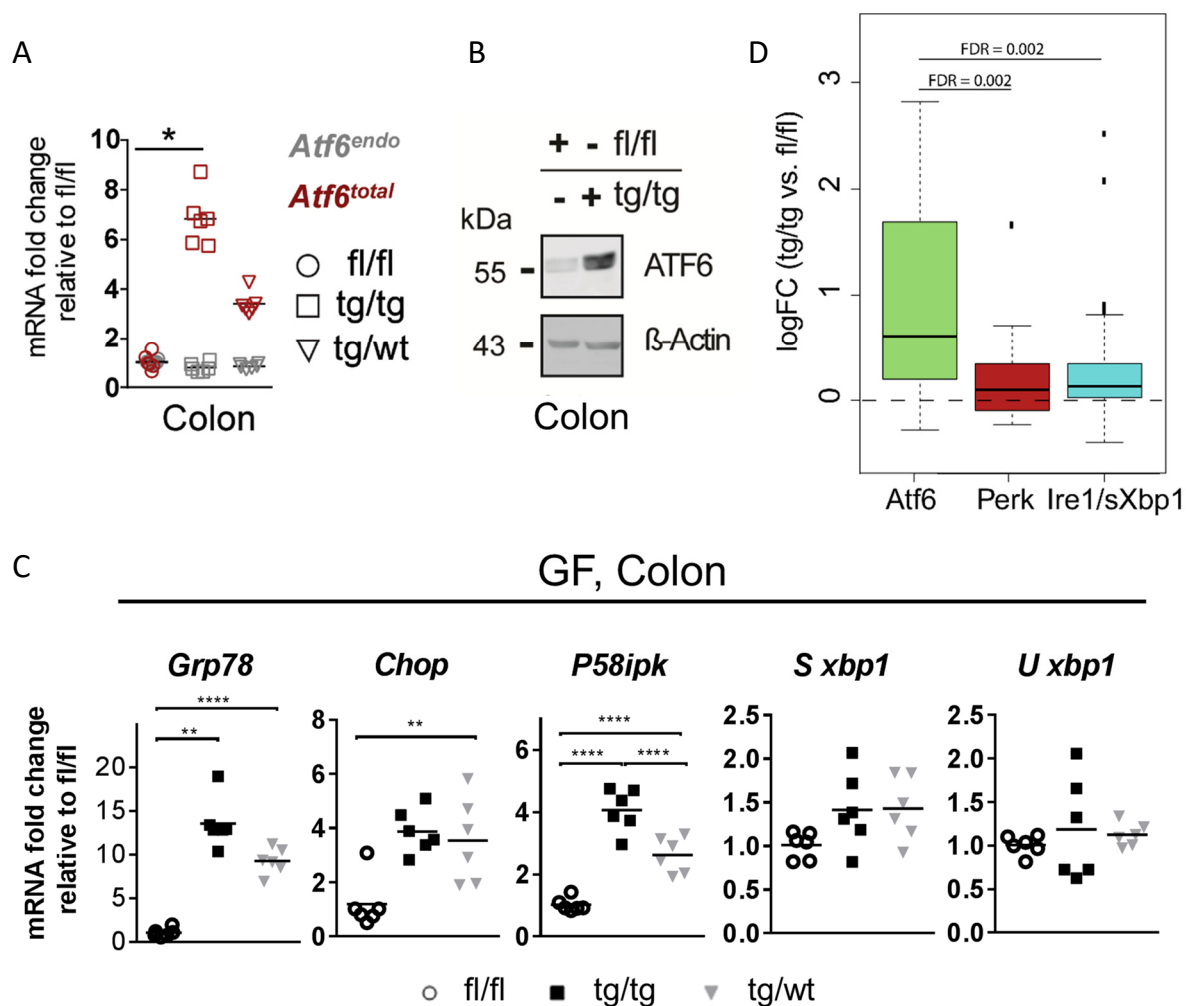 A
mRNA fold change
relative to fl/fl
10
8
6
4
2
0
*
Colon
Atf6endo
Atf6total
fl/fl
tg/tg
tg/wt
B
+ - fl/fl
- + tg/tg
kDa
55
ATF6
43
ß-Actin
Colon
D
logFC (tg/tg vs. fl/fl)
3
2
1
0
FDR = 0.002
FDR = 0.002
Atf6 Perk Ire1/sXbp1
C
GF, Colon
mRNA fold change
relative to fl/fl
Grp78
****
**
20
15
10
5
0
Chop
**
8
6
4
2
0
P58ipk
****
**** ****
6
4
2
0
S xbp1
2.5
2.0
1.5
1.0
0.5
0.0
U xbp1
2.5
2.0
1.5
1.0
0.5
0.0
fl/fl tg/tg tg/wt